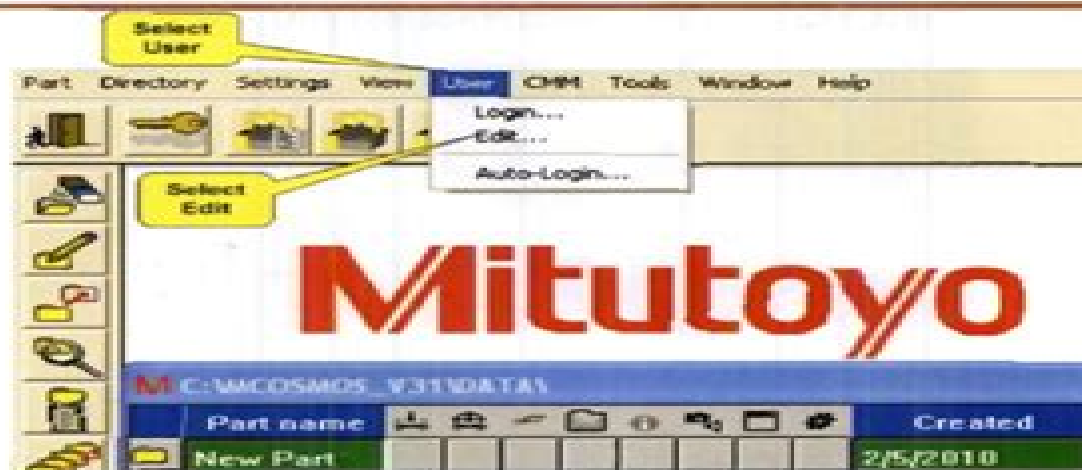 Select
User
Part Directory Settings View User CMM Tools Window Help
Login...
Edit...
Auto-Login...
Select
Edit
Mitutoyo
M C:\MCOSMOS_V31\DATA\
Part name Created
New Part 2/5/2010